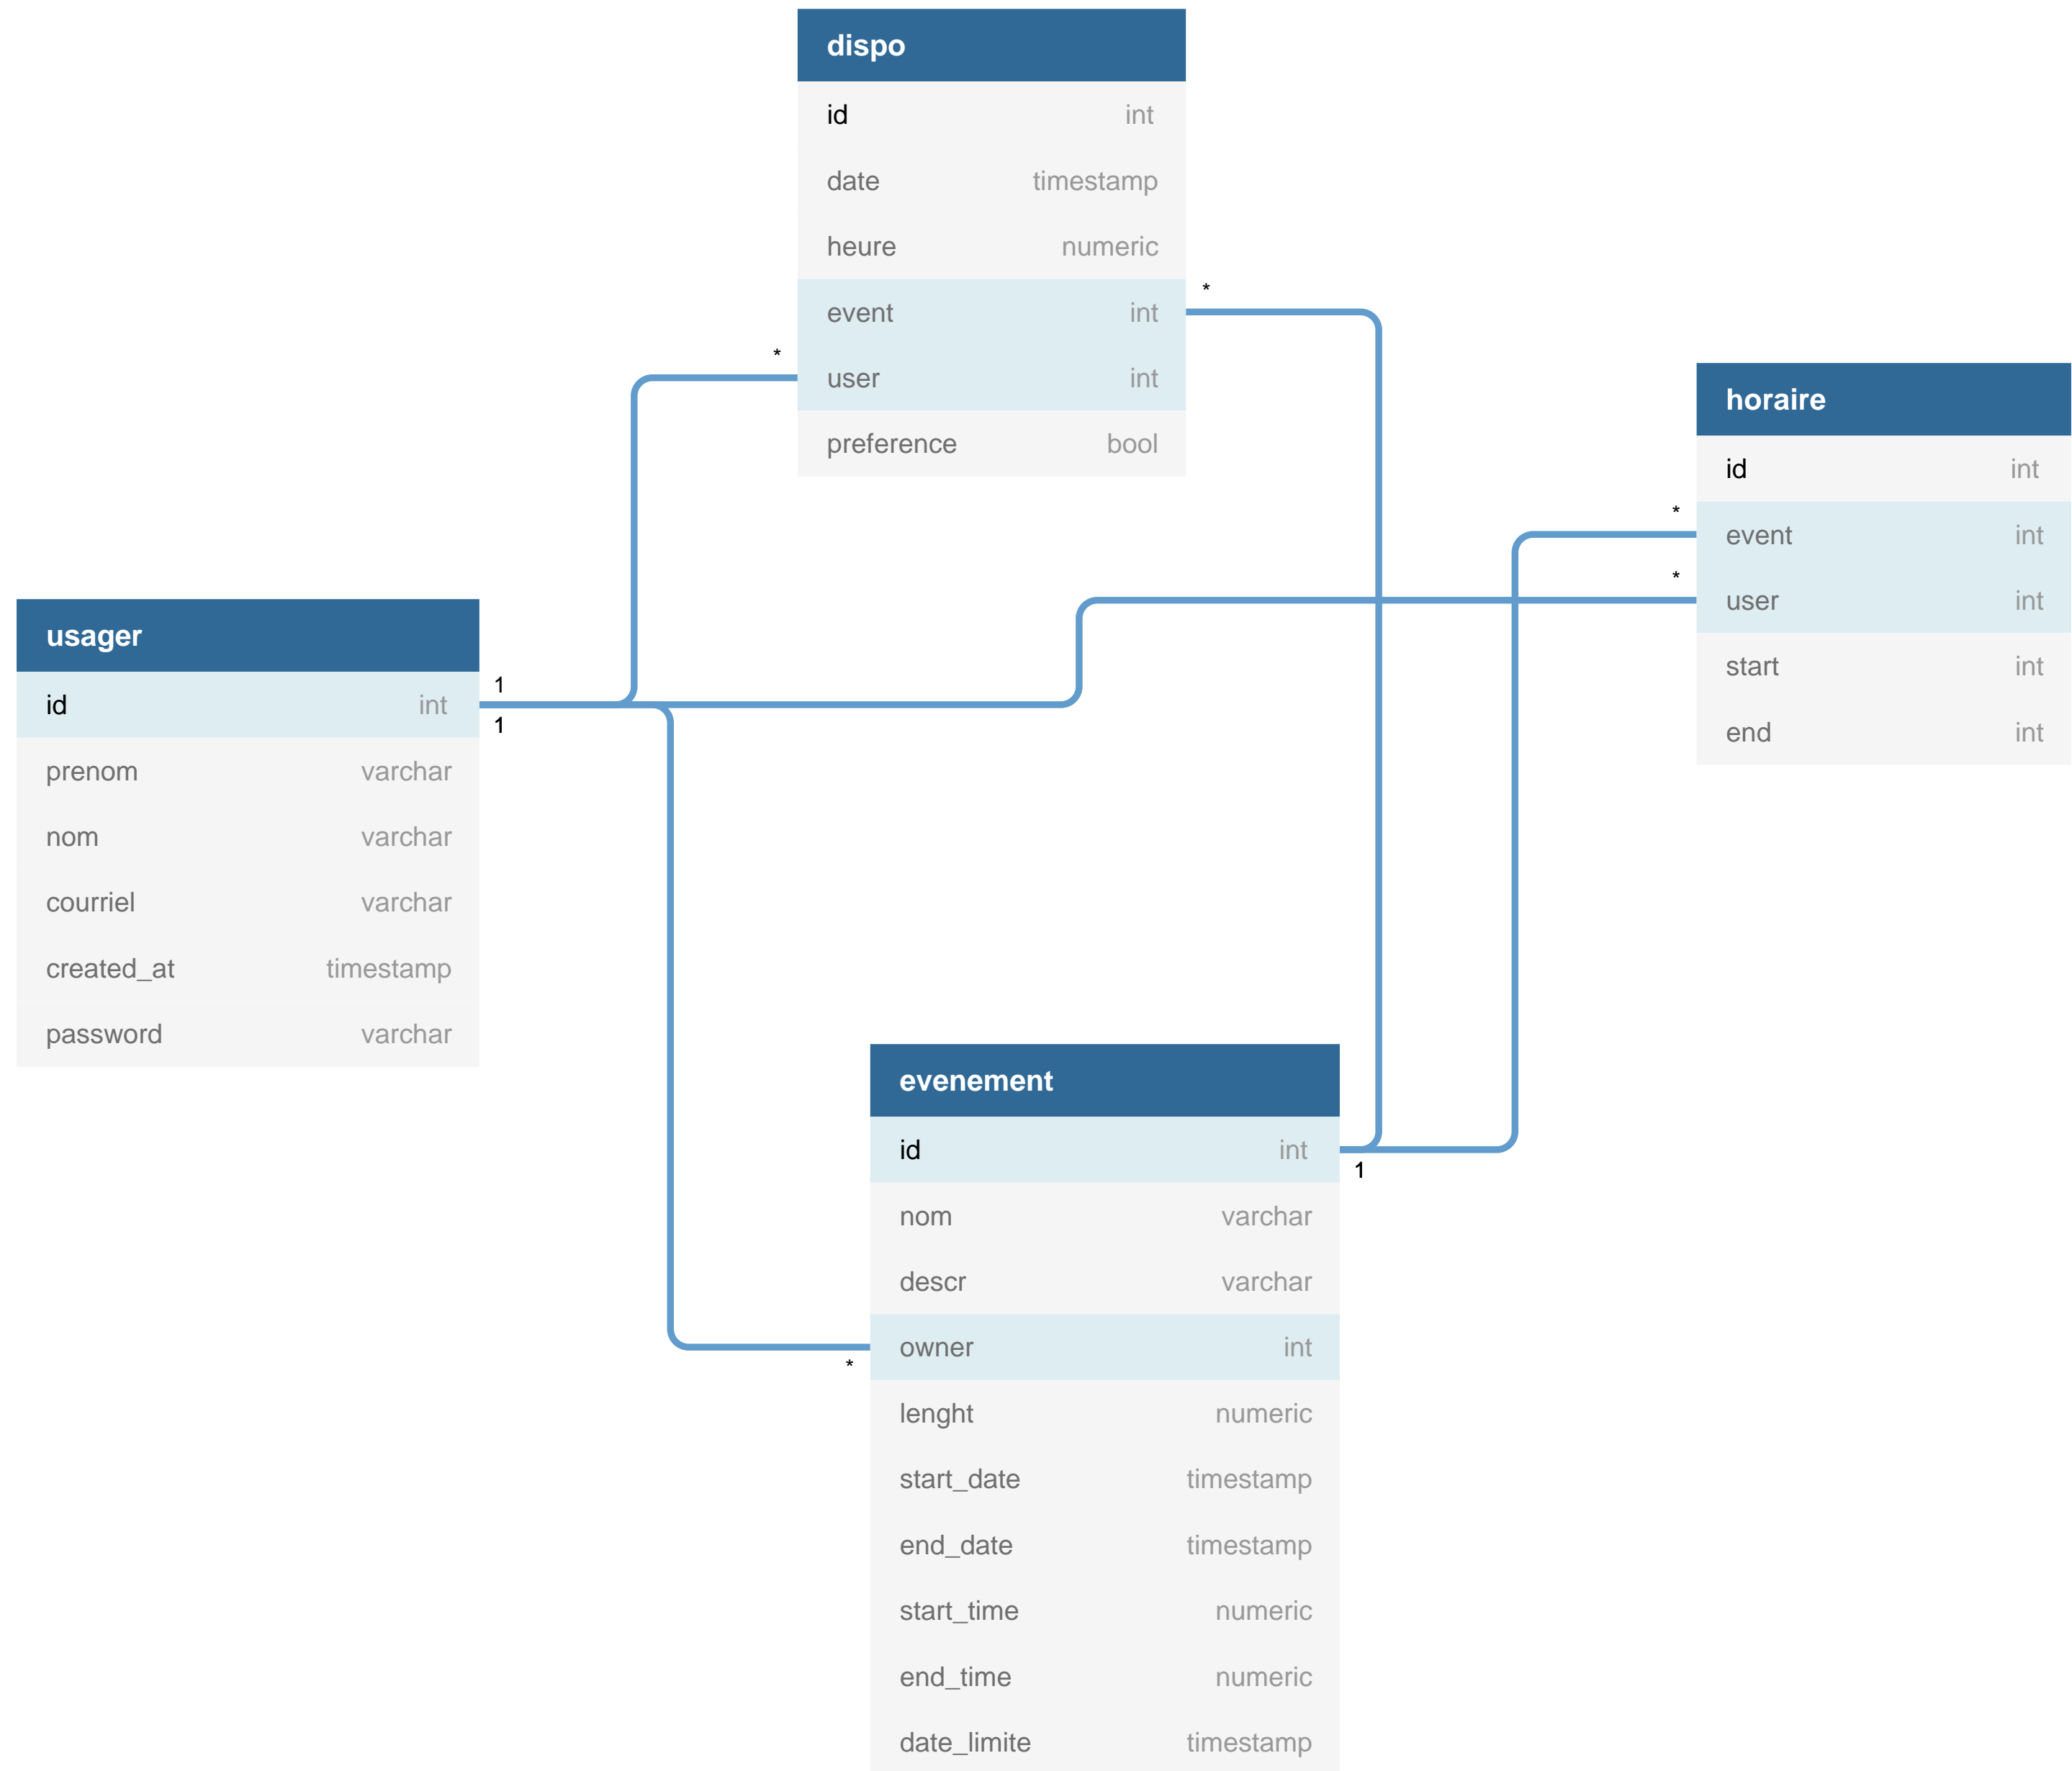 dispo
id int
date timestamp
heure numeric
event int
*
user int
*
preference bool
horaire
id int
event int
*
user int
*
start int
end int
usager
id int
1
1
prenom varchar
nom varchar
courriel varchar
created_at timestamp
password varchar
evenement
id int
1
nom varchar
descr varchar
owner int
*
lenght numeric
start_date timestamp
end_date timestamp
start_time numeric
end_time numeric
date_limite timestamp